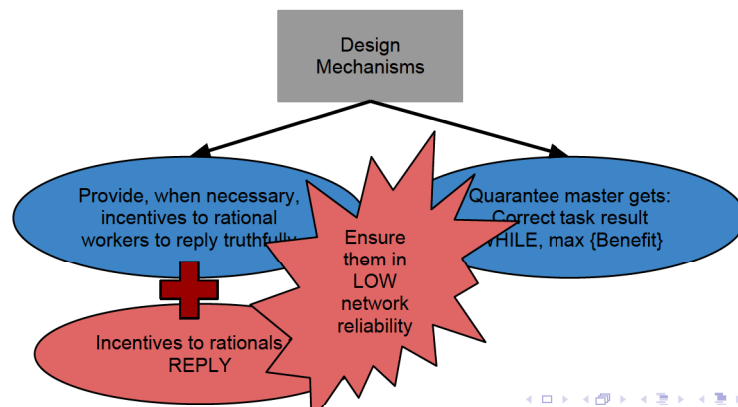 Design
Mechanisms
Provide, when necessary,
incentives to rational
workers to reply truthfully
Quarantee master gets:
Correct task result
WHILE, max {Benefit}
Ensure
them in
LOW
network
reliability
Incentives to rationals
REPLY